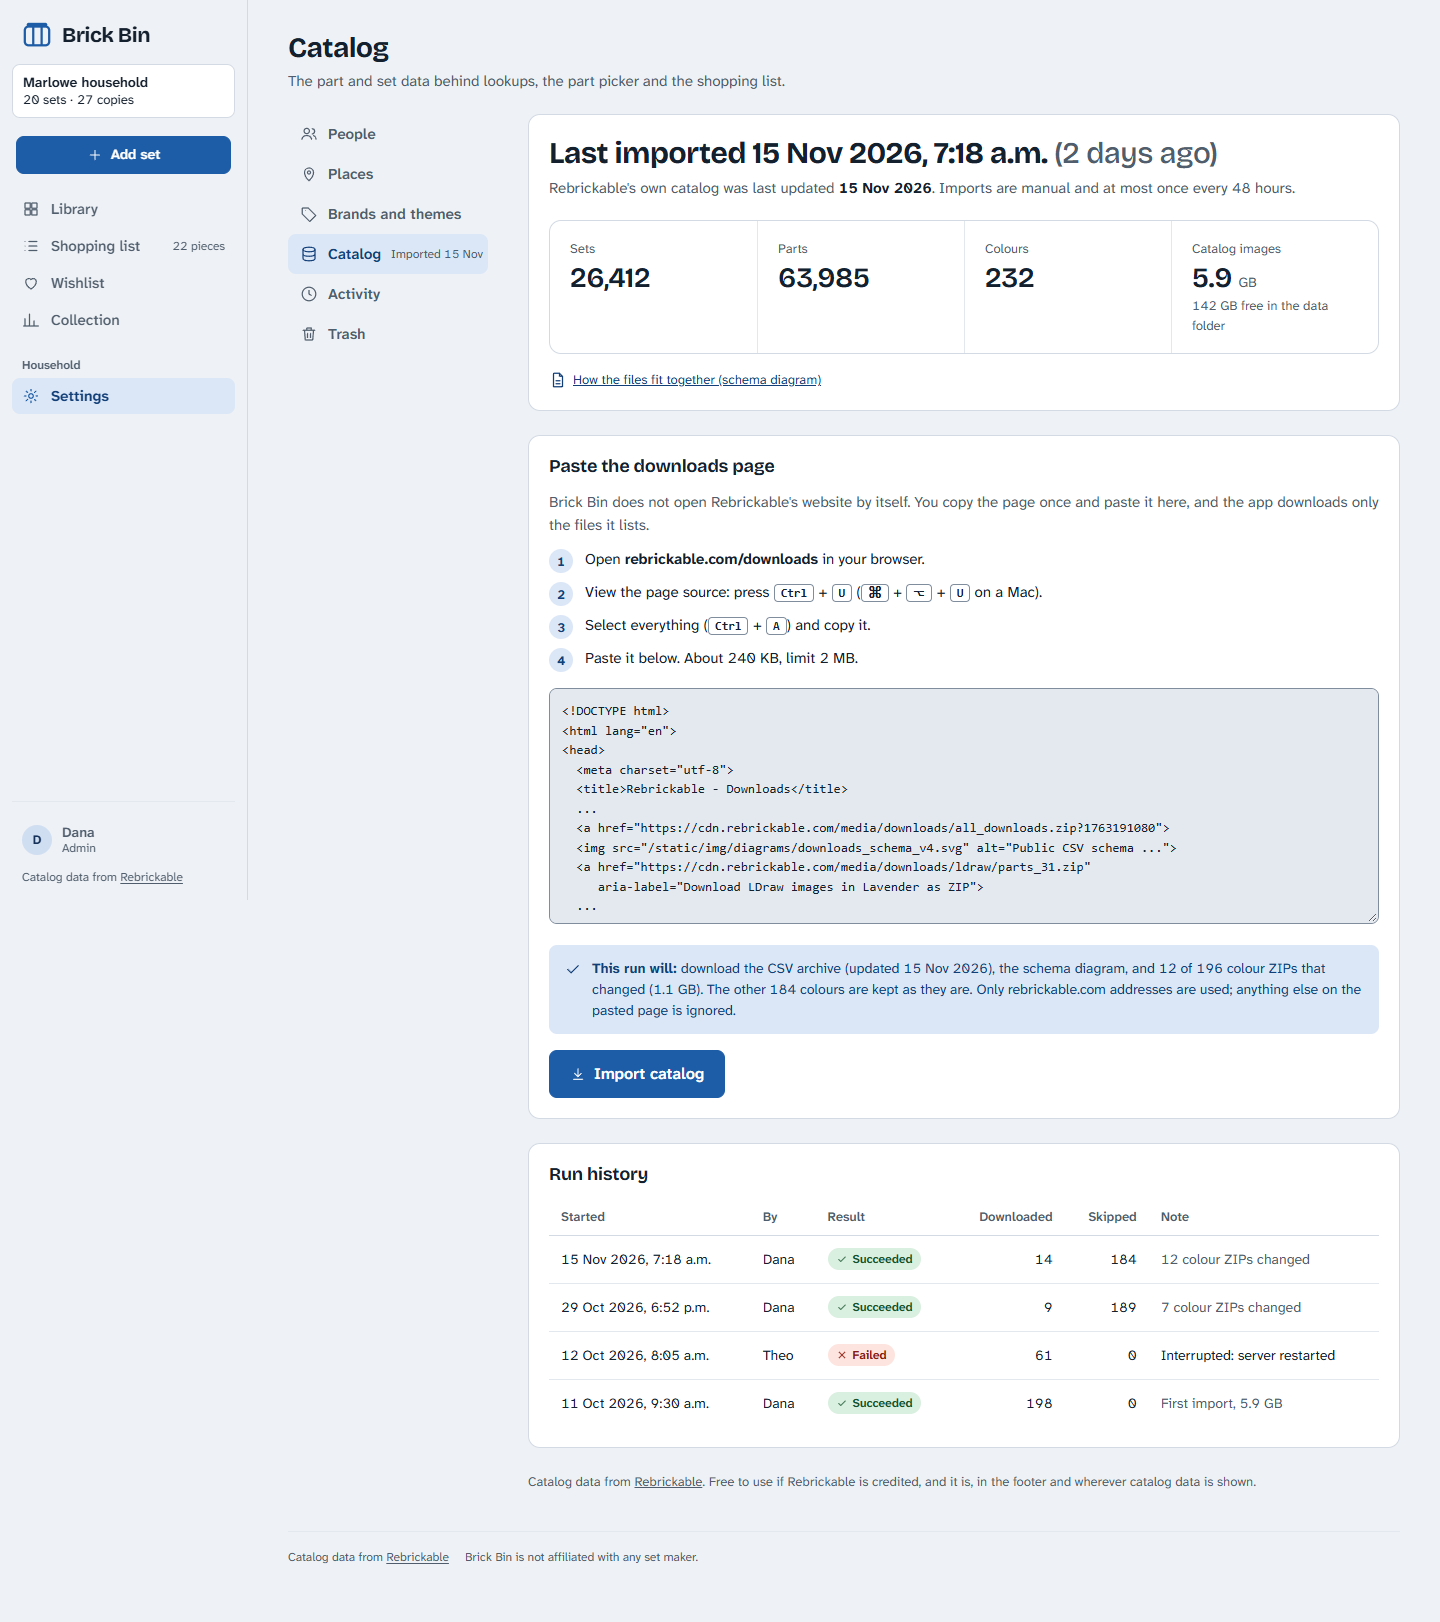 Brick Bin
Marlowe household
20 sets · 27 copies
Add set
Library
Shopping list 22 pieces
Wishlist
Collection
Household
Settings
D
Dana
Admin
Catalog data from Rebrickable
Catalog
The part and set data behind lookups, the part picker and the shopping list.
People
Places
Brands and themes
Catalog Imported 15 Nov
Activity
Trash
Last imported 15 Nov 2026, 7:18 a.m. (2 days ago)
Rebrickable's own catalog was last updated 15 Nov 2026. Imports are manual and at most once every 48 hours.
Sets
26,412
Parts
63,985
Colours
232
Catalog images
5.9 GB
142 GB free in the data
folder
How the files fit together (schema diagram)
Paste the downloads page
Brick Bin does not open Rebrickable's website by itself. You copy the page once and paste it here, and the app downloads only
the files it lists.
1 Open rebrickable.com/downloads in your browser.
2 View the page source: press Ctrl + U (⌘ + ⌥ + U on a Mac).
3 Select everything (Ctrl + A) and copy it.
4 Paste it below. About 240 KB, limit 2 MB.
<!DOCTYPE html>
<html lang="en">
<head>
<meta charset="utf-8">
<title>Rebrickable - Downloads</title>
...
<a href="https://cdn.rebrickable.com/media/downloads/all_downloads.zip?1763191080">
<img src="/static/img/diagrams/downloads_schema_v4.svg" alt="Public CSV schema ...">
<a href="https://cdn.rebrickable.com/media/downloads/ldraw/parts_31.zip"
aria-label="Download LDraw images in Lavender as ZIP">
...
This run will: download the CSV archive (updated 15 Nov 2026), the schema diagram, and 12 of 196 colour ZIPs that
changed (1.1 GB). The other 184 colours are kept as they are. Only rebrickable.com addresses are used; anything else on the
pasted page is ignored.
Import catalog
Run history
Started By Result Downloaded Skipped Note
15 Nov 2026, 7:18 a.m. Dana Succeeded 14 184 12 colour ZIPs changed
29 Oct 2026, 6:52 p.m. Dana Succeeded 9 189 7 colour ZIPs changed
12 Oct 2026, 8:05 a.m. Theo Failed 61 0 Interrupted: server restarted
11 Oct 2026, 9:30 a.m. Dana Succeeded 198 0 First import, 5.9 GB
Catalog data from Rebrickable. Free to use if Rebrickable is credited, and it is, in the footer and wherever catalog data is shown.
Catalog data from Rebrickable Brick Bin is not affiliated with any set maker.